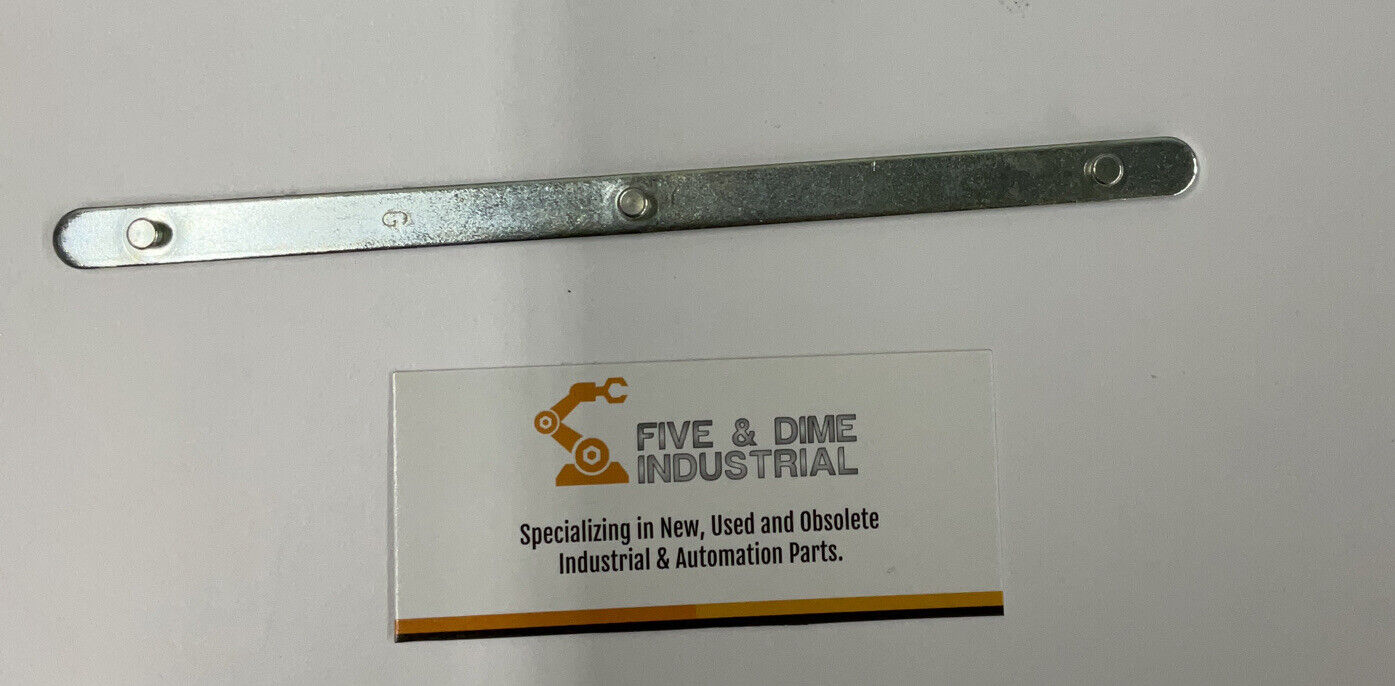 G
FIVE & DIME
INDUSTRIAL
Specializing in New, Used and Obsolete
Industrial & Automation Parts.